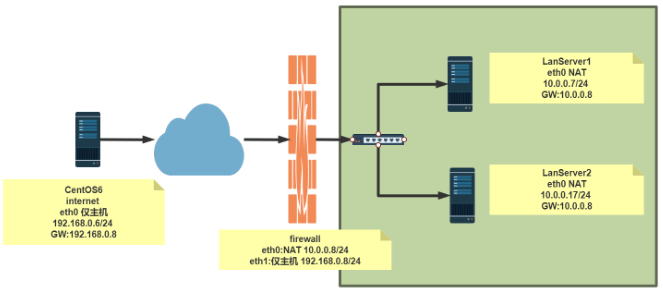 CentOS6
internet
eth0 仅主机
192.168.0.6/24
GW:192.168.0.8
firewall
eth0:NAT 10.0.0.8/24
eth1:仅主机 192.168.0.8/24
LanServer1
eth0 NAT
10.0.0.7/24
GW:10.0.0.8
LanServer2
eth0 NAT
10.0.0.17/24
GW:10.0.0.8